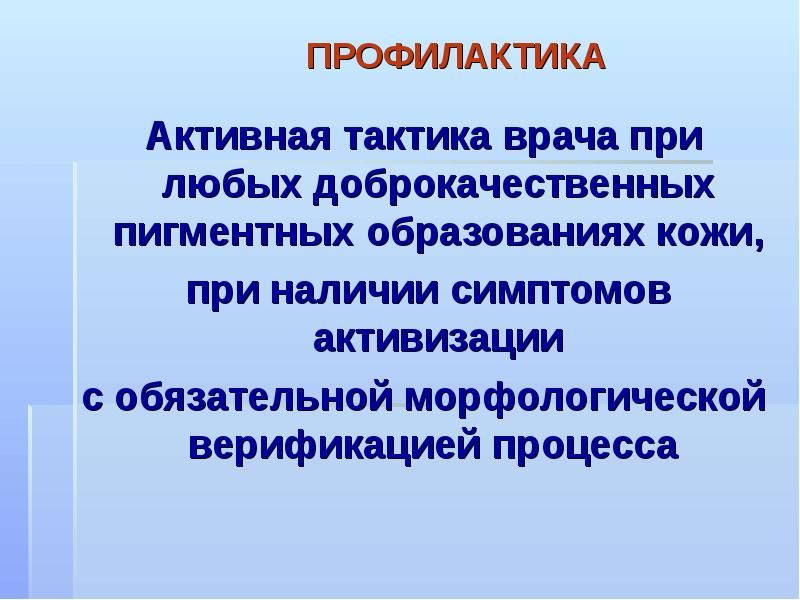 ПРОФИЛАКТИКА
Активная тактика врача при
любых доброкачественных
пигментных образованиях кожи,
при наличии симптомов
активизации
с обязательной морфологической
верификацией процесса